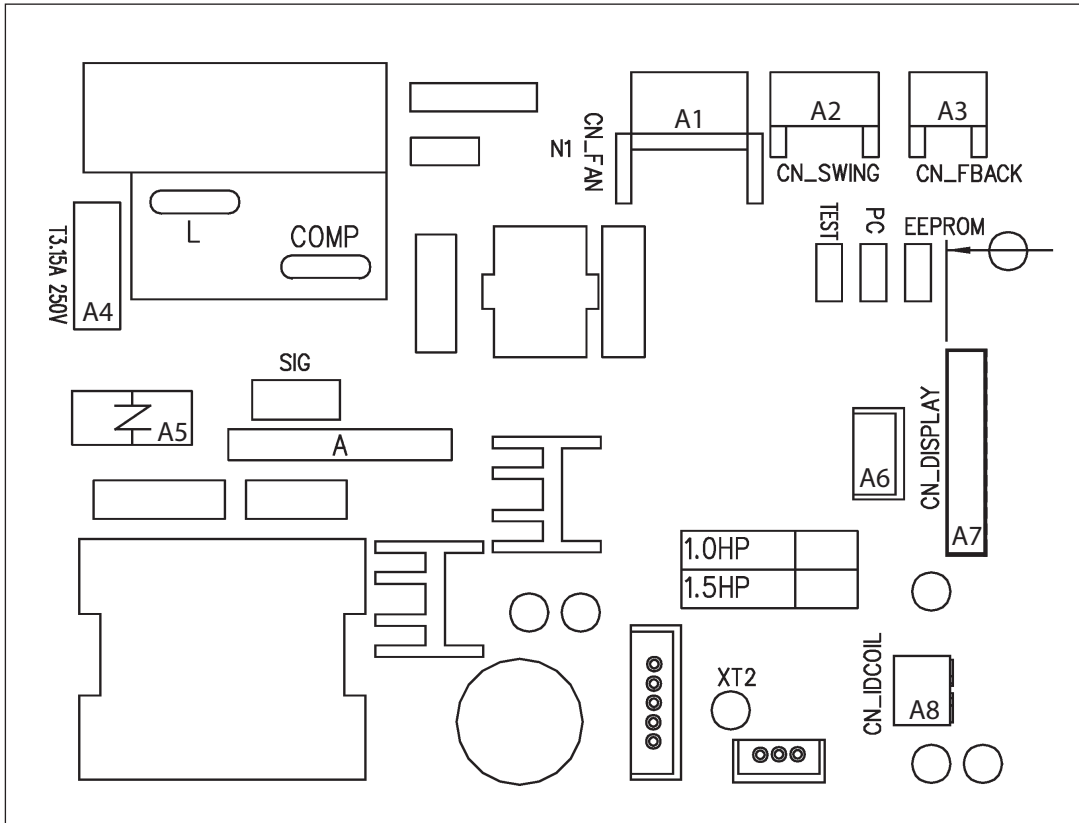 A1
A2
A3
CN_FAN
N1
CN_SWING
CN_FBACK
L
COMP
TEST
PC
EEPROM
T3.15A 250V
A4
SIG
A5
A
A6
CN_DISPLAY
A7
1.0HP
1.5HP
XT2
CN_IDCOIL
A8